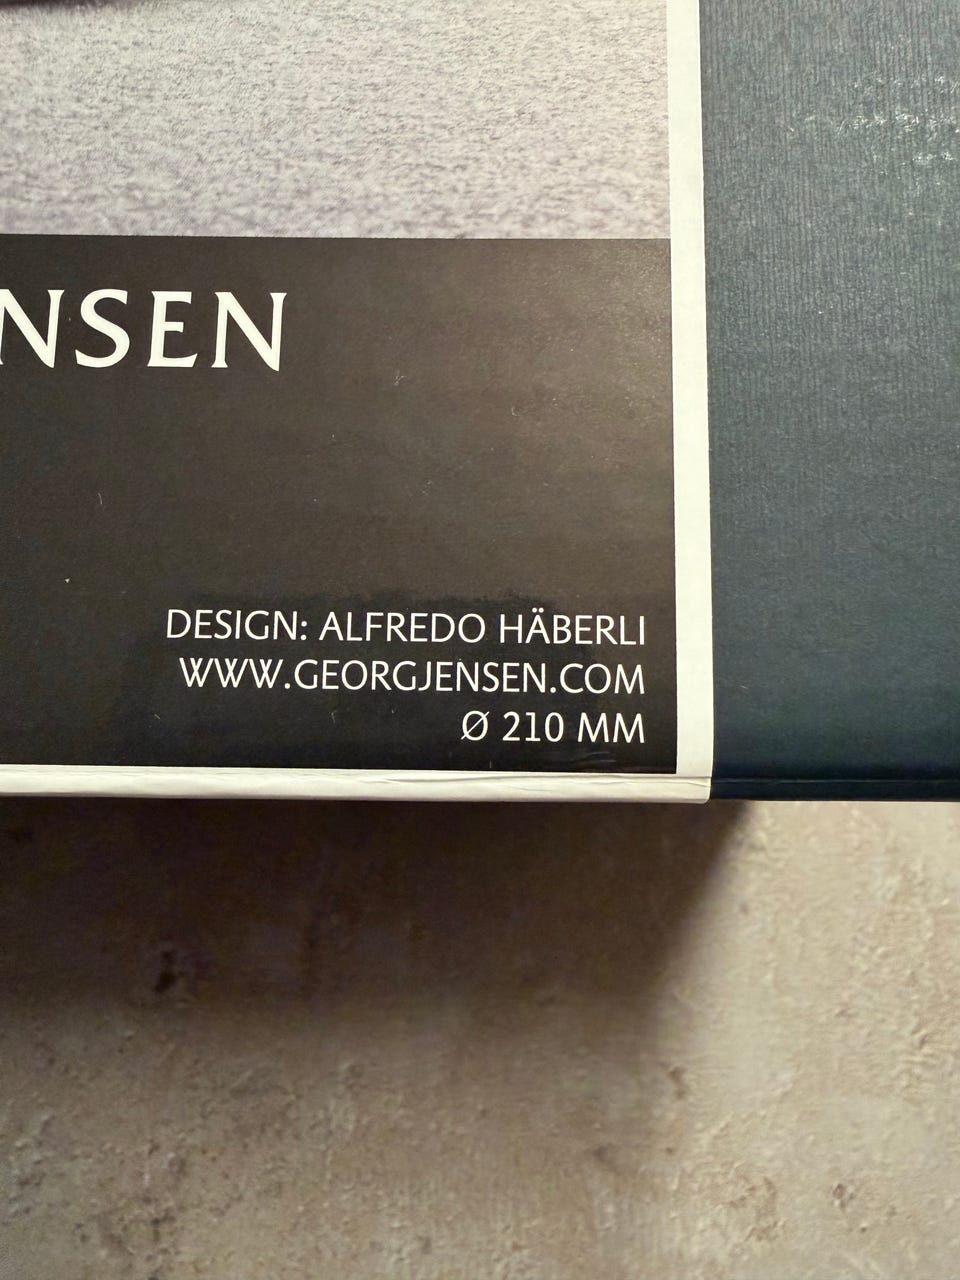 NSEN
DESIGN: ALFREDO HÄBERLI
WWW.GEORGJENSEN.COM
Ø 210 MM